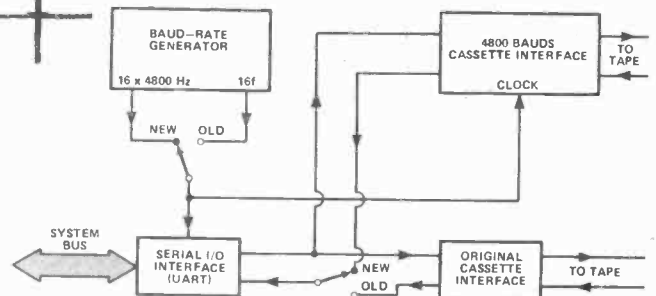 BAUD–RATE
GENERATOR
16 x 4800 Hz 16f
NEW OLD
4800 BAUDS
CASSETTE INTERFACE
CLOCK
TO
TAPE
SYSTEM
BUS
SERIAL I/O
INTERFACE
(UART)
NEW
OLD
ORIGINAL
CASSETTE
INTERFACE
TO TAPE